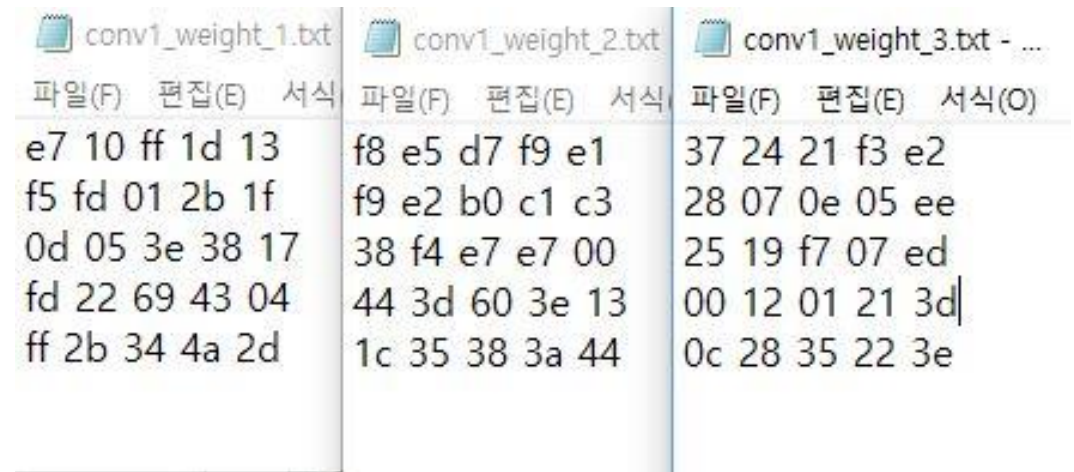 conv1_weight_1.txt
파일(F) 편집(E) 서식
e7 10 ff 1d 13
f5 fd 01 2b 1f
0d 05 3e 38 17
fd 22 69 43 04
ff 2b 34 4a 2d
conv1_weight_2.txt
파일(F) 편집(E) 서식
f8 e5 d7 f9 e1
f9 e2 b0 c1 c3
38 f4 e7 e7 00
44 3d 60 3e 13
1c 35 38 3a 44
conv1_weight_3.txt - ...
파일(F) 편집(E) 서식(O)
37 24 21 f3 e2
28 07 0e 05 ee
25 19 f7 07 ed
00 12 01 21 3d
0c 28 35 22 3e